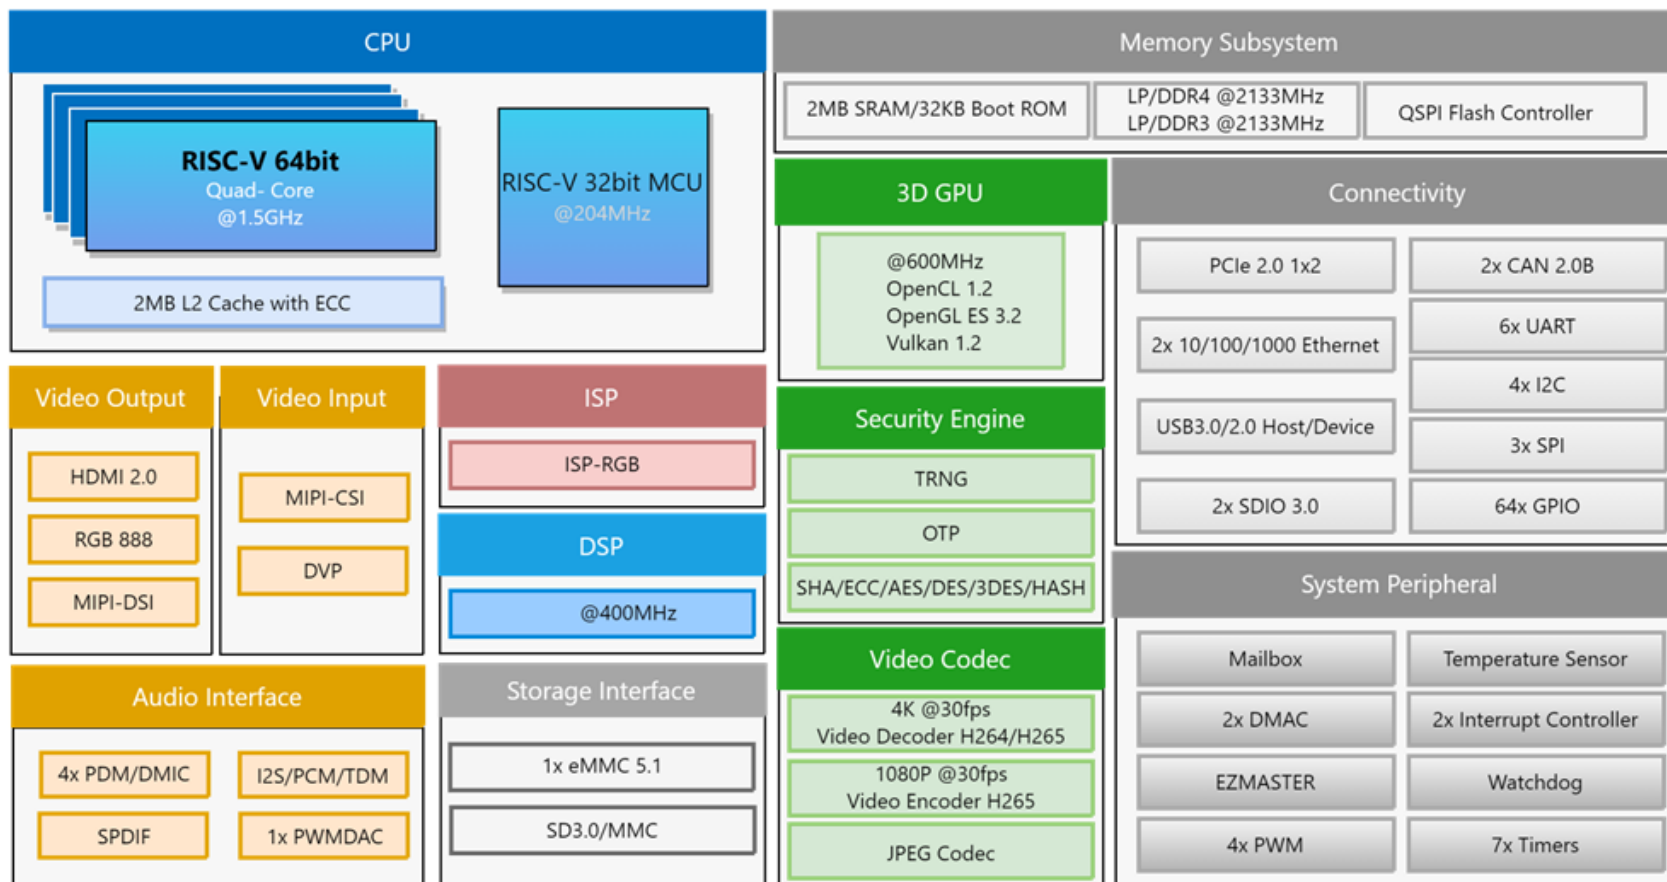 CPU
RISC-V 64bit
Quad- Core
@1.5GHz
RISC-V 32bit MCU
@204MHz
2MB L2 Cache with ECC
Memory Subsystem
2MB SRAM/32KB Boot ROM
LP/DDR4 @2133MHz
LP/DDR3 @2133MHz
QSPI Flash Controller
3D GPU
@600MHz
OpenCL 1.2
OpenGL ES 3.2
Vulkan 1.2
Connectivity
PCIe 2.0 1x2
2x CAN 2.0B
2x 10/100/1000 Ethernet
6x UART
4x I2C
USB3.0/2.0 Host/Device
3x SPI
2x SDIO 3.0
64x GPIO
Video Output
HDMI 2.0
RGB 888
MIPI-DSI
Video Input
MIPI-CSI
DVP
ISP
ISP-RGB
DSP
@400MHz
Security Engine
TRNG
OTP
SHA/ECC/AES/DES/3DES/HASH
Audio Interface
4x PDM/DMIC
I2S/PCM/TDM
SPDIF
1x PWMDAC
Storage Interface
1x eMMC 5.1
SD3.0/MMC
Video Codec
4K @30fps
Video Decoder H264/H265
1080P @30fps
Video Encoder H265
JPEG Codec
System Peripheral
Mailbox
Temperature Sensor
2x DMAC
2x Interrupt Controller
EZMASTER
Watchdog
4x PWM
7x Timers